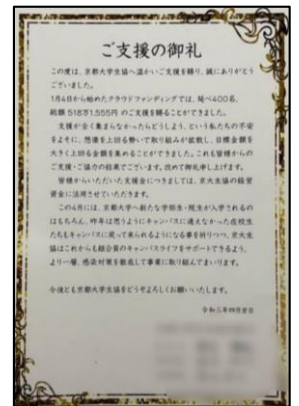 ご支援の御礼
この度は、京都大学生協へ温かいご支援を賜り、誠にありがとう
ございました。
1月4日から始めたクラウドファンディングでは、延べ400名、
総額518万1,555円 のご支援を賜ることができました。
支援が全く集まらなかったらどうしよう、という私たちの不安
をよそに、想像を上回る勢いで取り組みが拡散し、目標金額を
大きく上回る金額を集めることができました。これも皆様からの
ご支援・ご協力の結果でございます。改めて御礼申し上げます。
皆様からいただいた支援金につきましては、京大生協の経営
資金に活用させていただきます。
この4月には、京都大学へ新たな学部生・院生が入学されるの
はもちろん、昨年は思うようにキャンパスに通えなかった在校生
たちもキャンパスに戻って来られるようになる事を祈りつつ、京大生
協はこれからも組合員のキャンパスライフをサポートできるよう、
より一層、感染対策を徹底して事業に取り組んでまいります。
今後とも京都大学生協をどうぞよろしくお願いいたします。
令和三年四月吉日